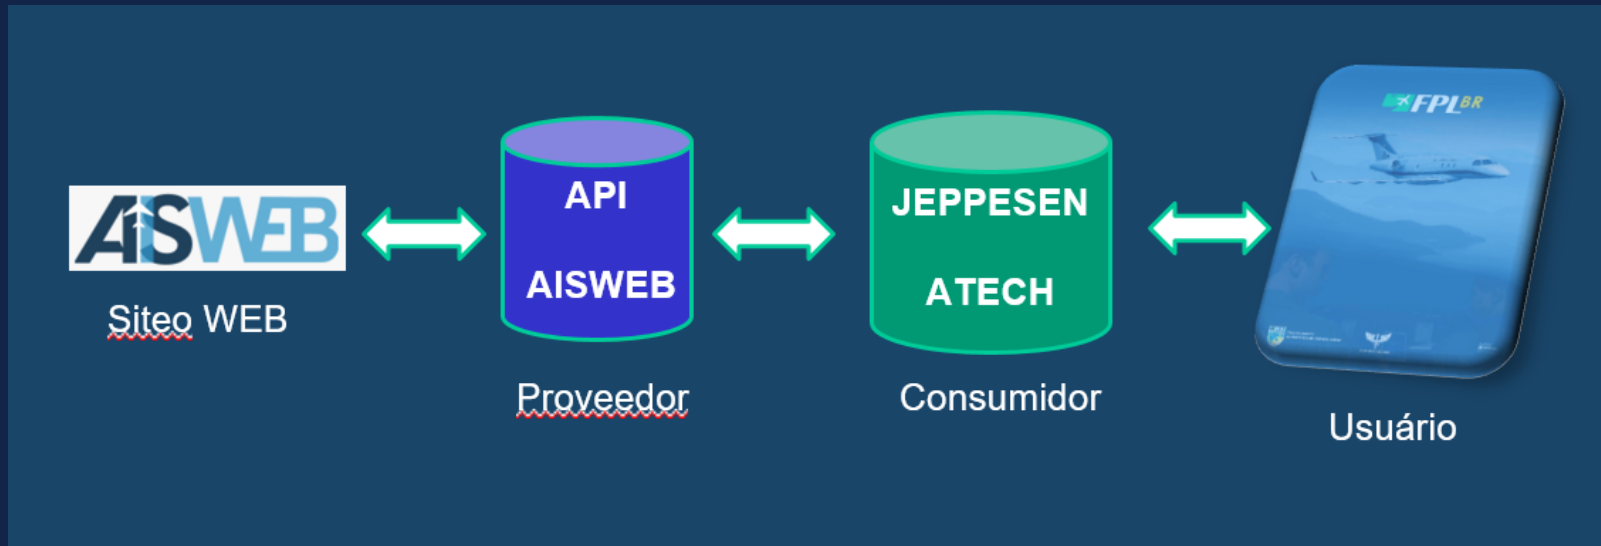 AISWEB
Siteo WEB
API
AISWEB
Proveedor
JEPPESEN
ATECH
Consumidor
FPLBR
Usuário